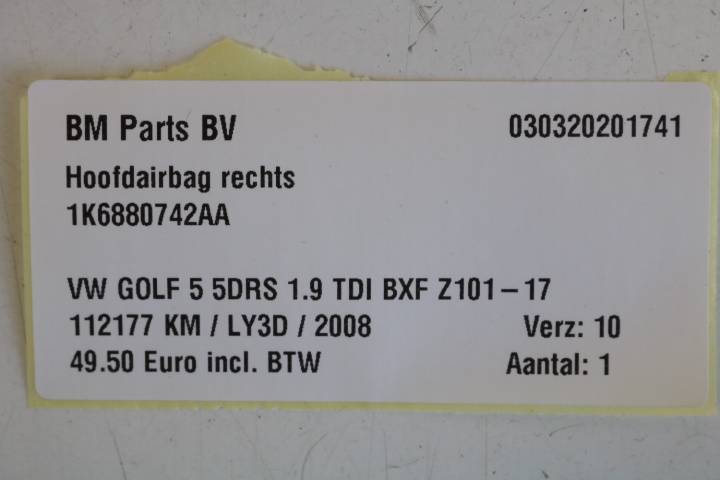 BM Parts BV 030320201741
Hoofdairbag rechts
1K6880742AA
VW GOLF 5 5DRS 1.9 TDI BXF Z101-17
112177 KM / LY3D / 2008 Verz: 10
49.50 Euro incl. BTW Aantal: 1